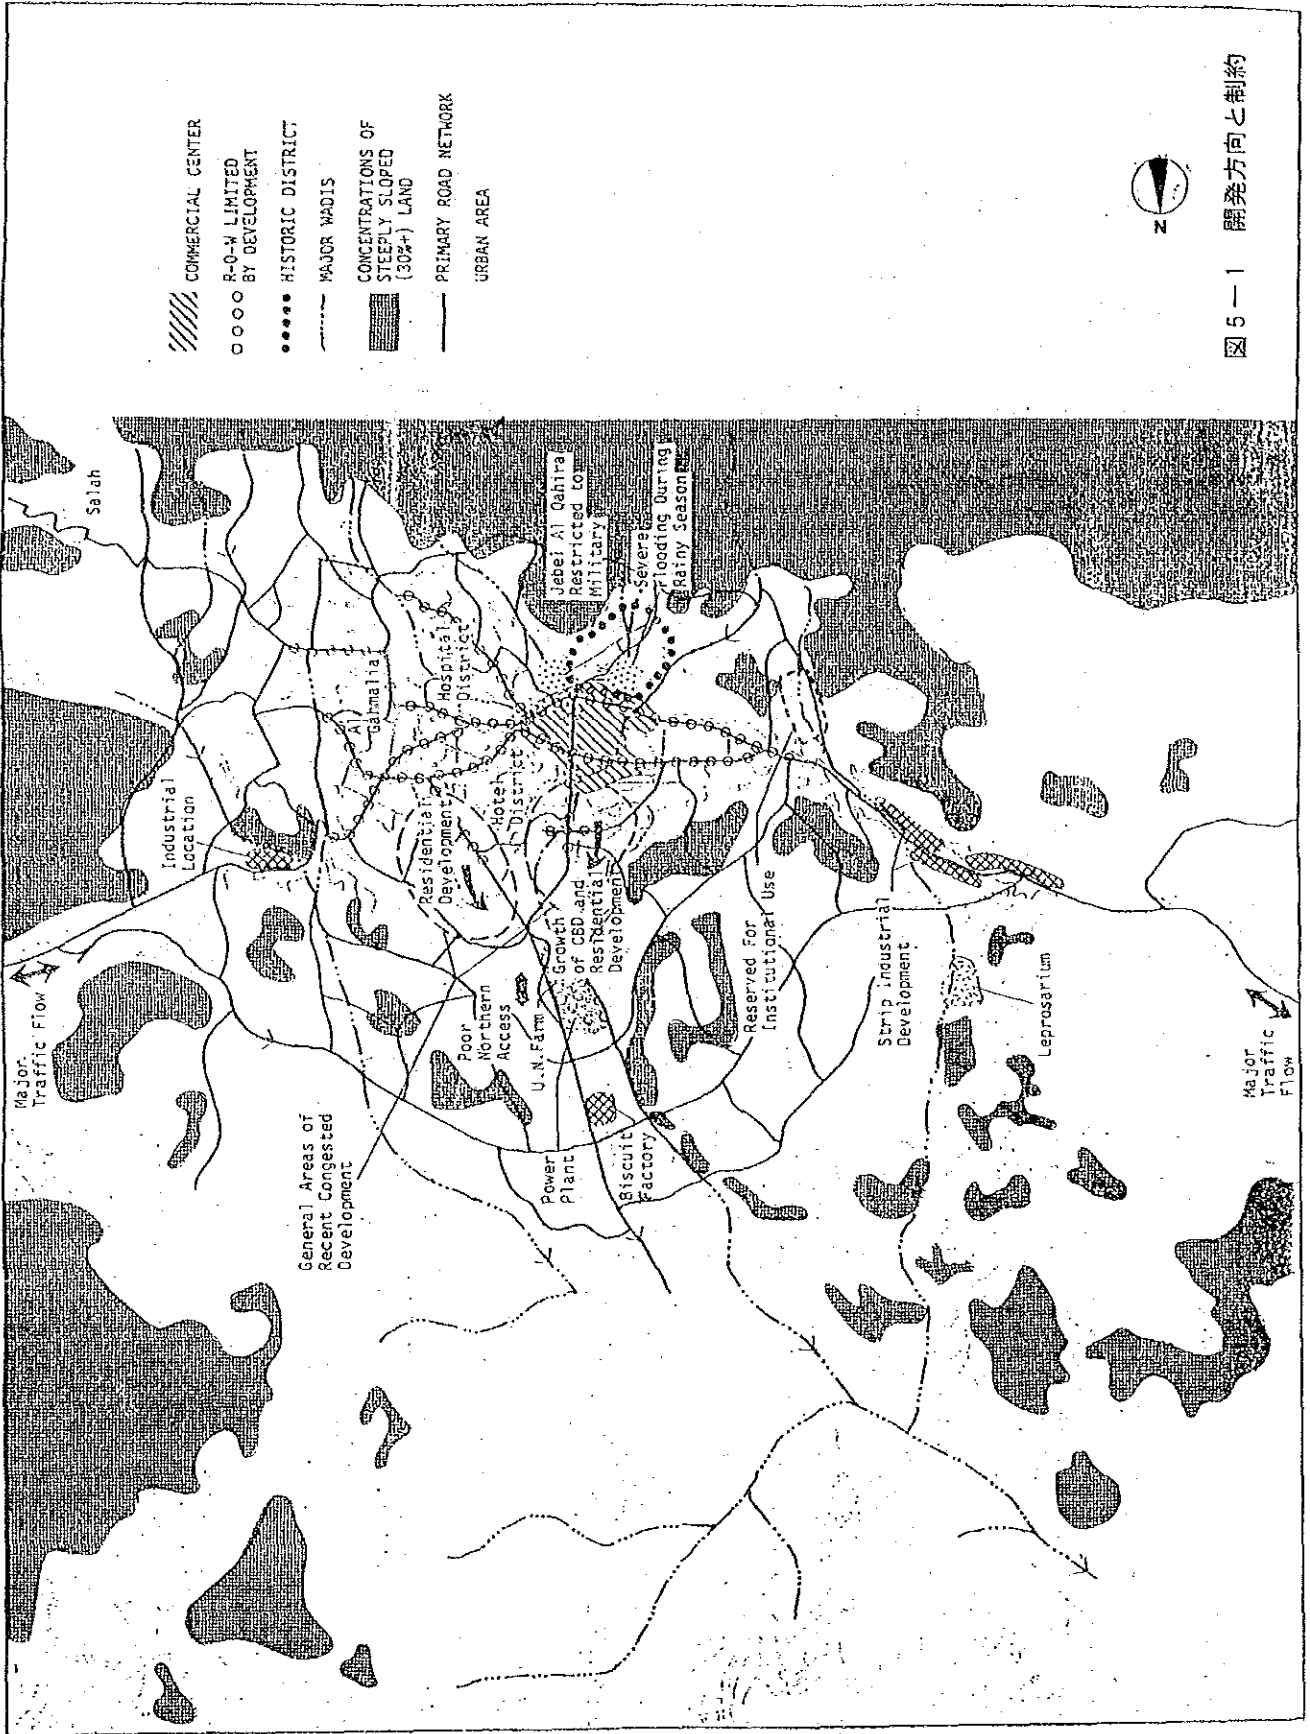 COMMERCIAL CENTER
R-O-W LIMITED
BY DEVELOPMENT
HISTORIC DISTRICT
MAJOR WADIS
CONCENTRATIONS OF
STEEPLY SLOPED
(30%+) LAND
PRIMARY ROAD NETWORK
URBAN AREA
N
図5-1 開発方向と制約
Salah
Major
Traffic Flow
Industrial
Location
Al
Gahmalia
Hospital
District
Jebel Al Qahira
Restricted to
Military
Severe
Flooding During
Rainy Season
Residential
Development
Hotel
District
General Areas of
Recent Congested
Development
Poor
Northern
Access
U.N.Farm
Growth
of CBD and
Residential
Development
Power
Plant
Biscuit
Factory
Reserved For
Institutional Use
Strip Industrial
Development
Leprosarium
Major
Traffic
Flow